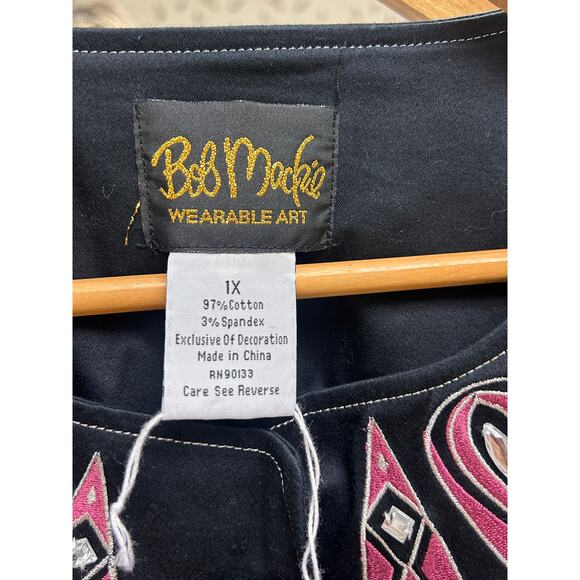 Bob Mackie
WEARABLE ART
1X
97% Cotton
3% Spandex
Exclusive Of Decoration
Made in China
RN90133
Care See Reverse